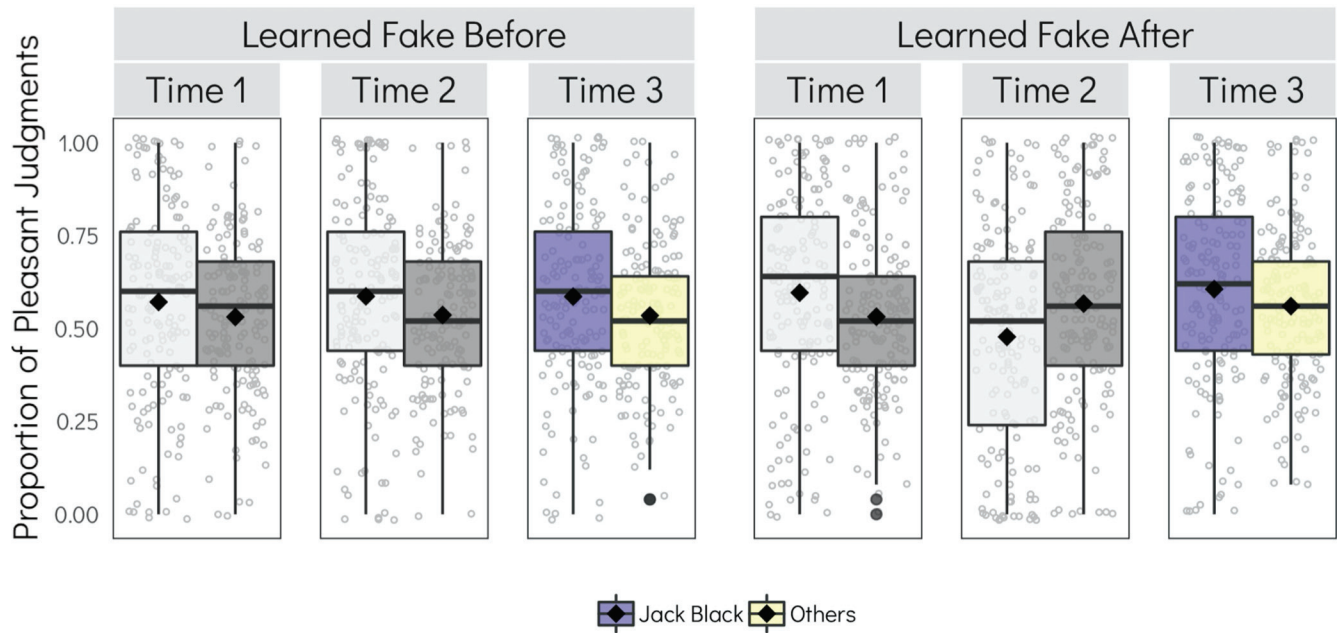 Learned Fake Before
Learned Fake After
Time 1
Time 2
Time 3
Time 1
Time 2
Time 3
Proportion of Pleasant Judgments
1.00
0.75
0.50
0.25
0.00
Jack Black
Others